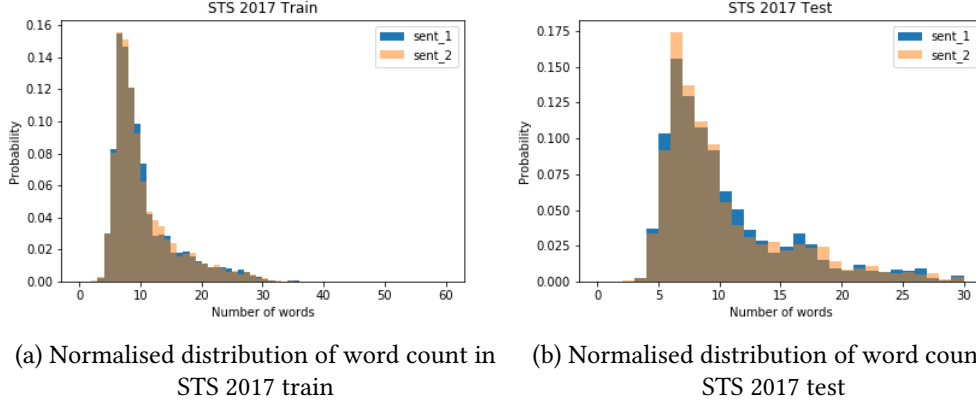 STS 2017 Train
STS 2017 Test
0.16
0.14
0.12
0.10
0.08
0.06
0.04
0.02
0.00
Probability
0 10 20 30 40 50 60
Number of words
sent_1
sent_2
0.175
0.150
0.125
0.100
0.075
0.050
0.025
0.000
Probability
0 5 10 15 20 25 30
Number of words
sent_1
sent_2
(a) Normalised distribution of word count in
STS 2017 train
(b) Normalised distribution of word coun
STS 2017 test